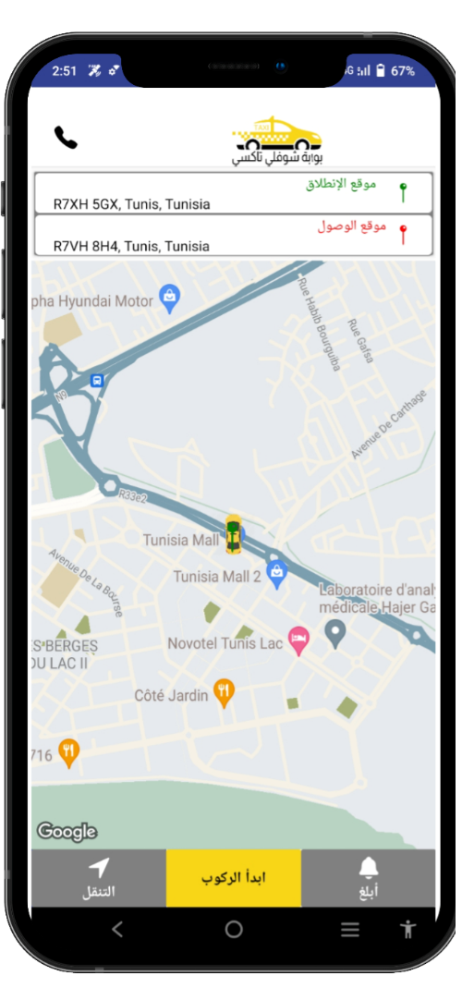 2:51
67%
TAXI
بوابة شوفلي تاكسي
موقع الإنطلاق
R7XH 5GX, Tunis, Tunisia
موقع الوصول
R7VH 8H4, Tunis, Tunisia
pha Hyundai Motor
Rue Habib Bourguiba
Rue Gafsa
N9
Avenue De Carthage
R33e2
Tunisia Mall
Avenue De La Bourse
Tunisia Mall 2
Laboratoire d'anal
médicale Hajer Ga
S BERGES
DU LAC II
Novotel Tunis Lac
Côté Jardin
716
Google
التنقل
ابدأ الركوب
أبلغ